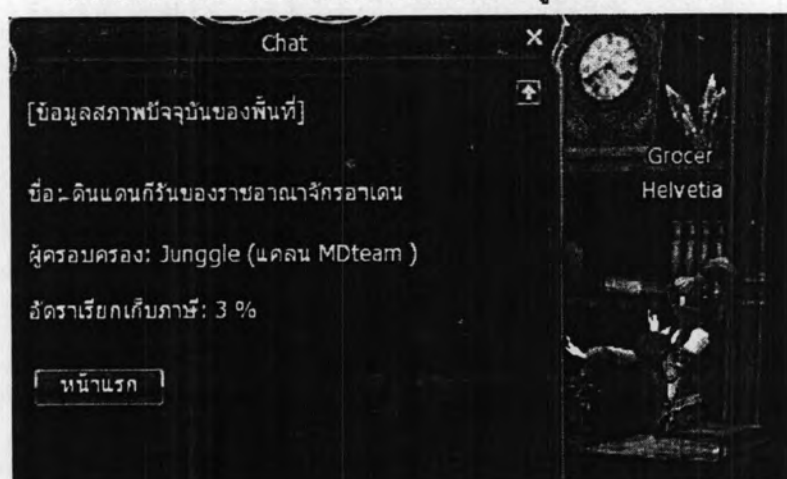 Chat
[ข้อมูลสภาพปัจจุบันของพื้นที่]
Grocer
Helvetia
ชื่อ: ดินแดนกีรันของราชอาณาจักรอาเดน
ผู้ครอบครอง: Junggle (แคลน MDteam )
อัตราเรียกเก็บภาษี: 3 %
หน้าแรก